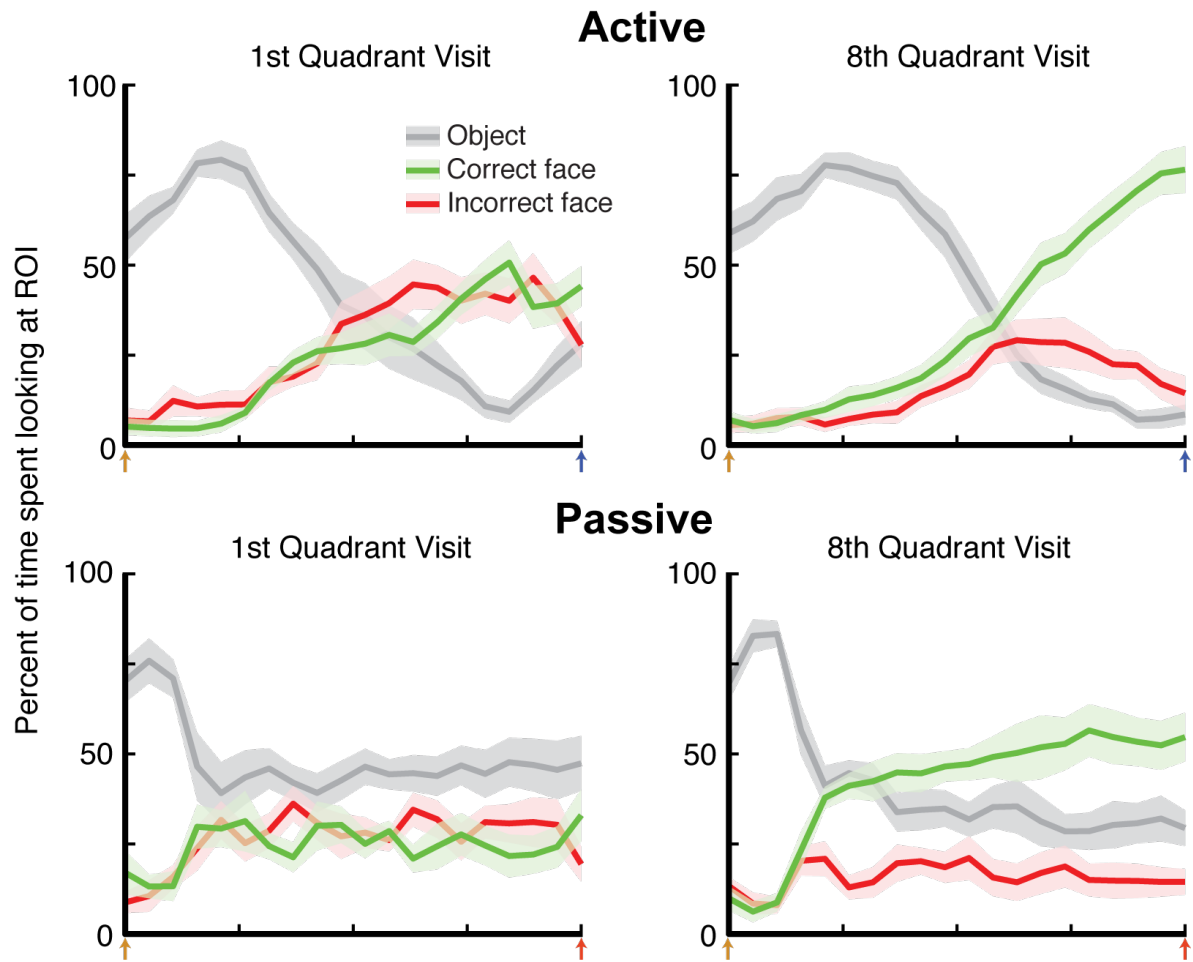 Active
1st Quadrant Visit
8th Quadrant Visit
100
50
0
Object
Correct face
Incorrect face
100
50
0
Percent of time spent looking at ROI
Passive
1st Quadrant Visit
8th Quadrant Visit
100
50
0
100
50
0